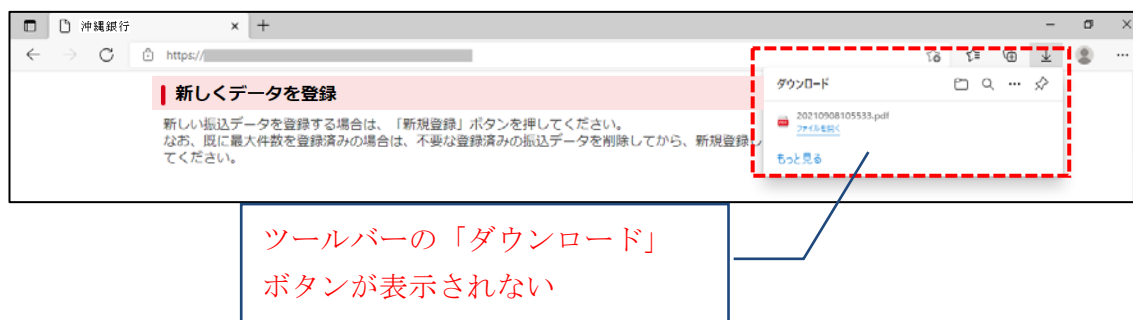 沖縄銀行
https://
ダウンロード
新しくデータを登録
20210908105533.pdf
ファイルを開く
新しい振込データを登録する場合は、「新規登録」ボタンを押してください。
なお、既に最大件数を登録済みの場合は、不要な登録済みの振込データを削除してから、新規登録し
てください。
もっと見る
ツールバーの「ダウンロード」
ボタンが表示されない